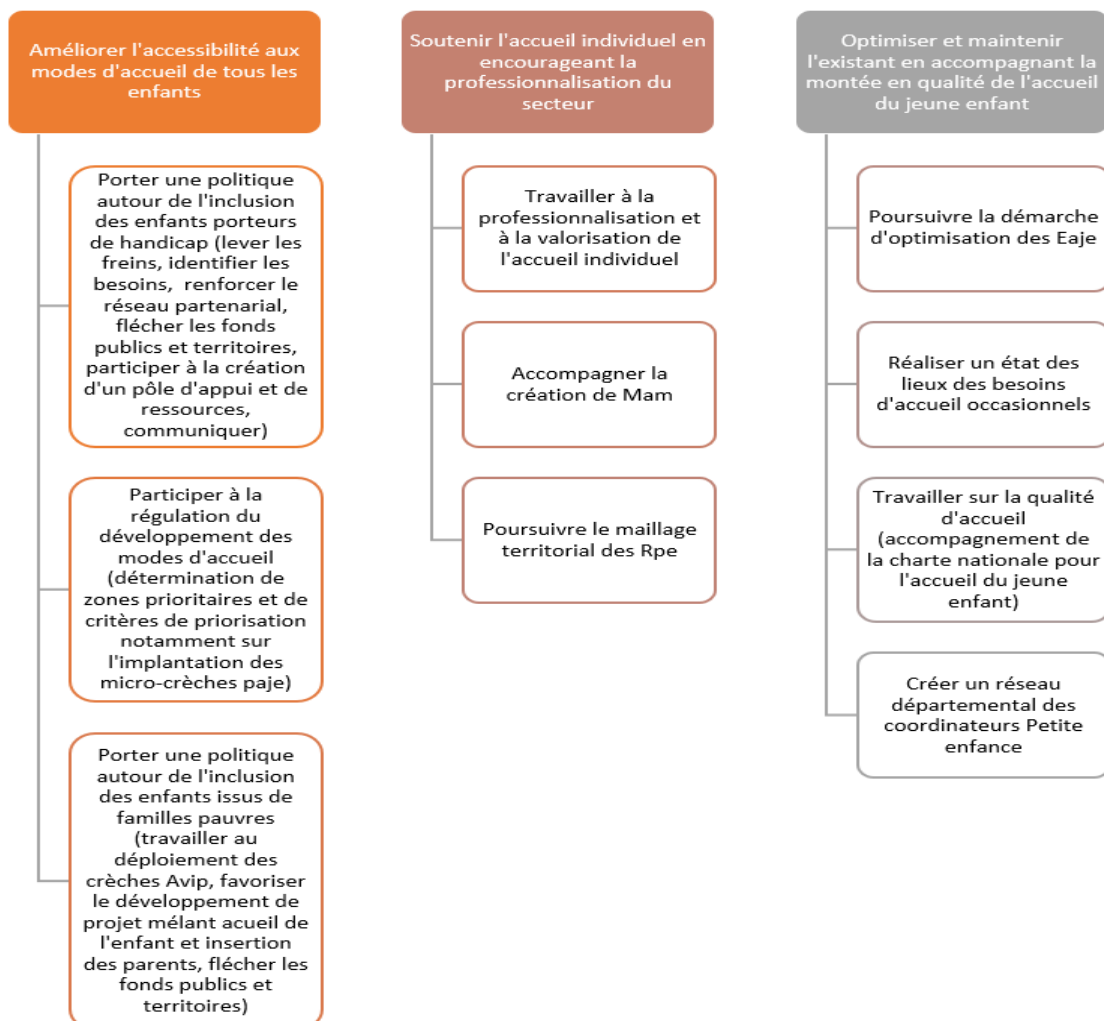 Améliorer l'accessibilité aux
modes d'accueil de tous les
enfants
Porter une politique
autour de l'inclusion
des enfants porteurs
de handicap (lever les
freins, identifier les
besoins, renforcer le
réseau partenarial,
flécher les fonds
publics et territoires,
participer à la création
d'un pôle d'appui et de
ressources,
communiquer)
Participer à la
régulation du
développement des
modes d'accueil
(détermination de
zones prioritaires et de
critères de priorisation
notamment sur
l'implantation des
micro-crèches paje)
Porter une politique
autour de l'inclusion
des enfants issus de
familles pauvres
(travailler au
déploiement des
crèches Avip, favoriser
le développement de
projet mélant acueil de
l'enfant et insertion
des parents, flécher les
fonds publics et
territoires)
Soutenir l'accueil individuel en
encourageant la
professionnalisation du
secteur
Travailler à la
professionnalisation et
à la valorisation de
l'accueil individuel
Accompagner la
création de Mam
Poursuivre le maillage
territorial des Rpe
Optimiser et maintenir
l'existant en accompagnant la
montée en qualité de l'accueil
du jeune enfant
Poursuivre la démarche
d'optimisation des Eaje
Réaliser un état des
lieux des besoins
d'accueil occasionnels
Travailler sur la qualité
d'accueil
(accompagnement de
la charte nationale pour
l'accueil du jeune
enfant)
Créer un réseau
départemental des
coordinateurs Petite
enfance